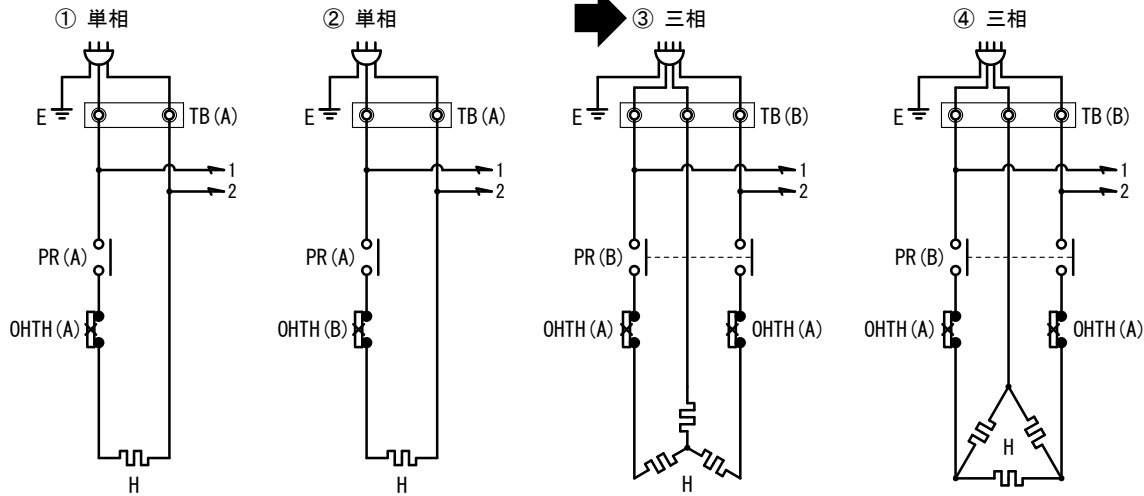 ① 単相
② 単相
③ 三相
④ 三相
E TB(A)
E TB(A)
E TB(B)
E TB(B)
1
1
1
1
2
2
2
2
PR(A)
PR(A)
PR(B)
PR(B)
OHTH(A)
OHTH(B)
OHTH(A) OHTH(A)
OHTH(A) OHTH(A)
H
H
H
H